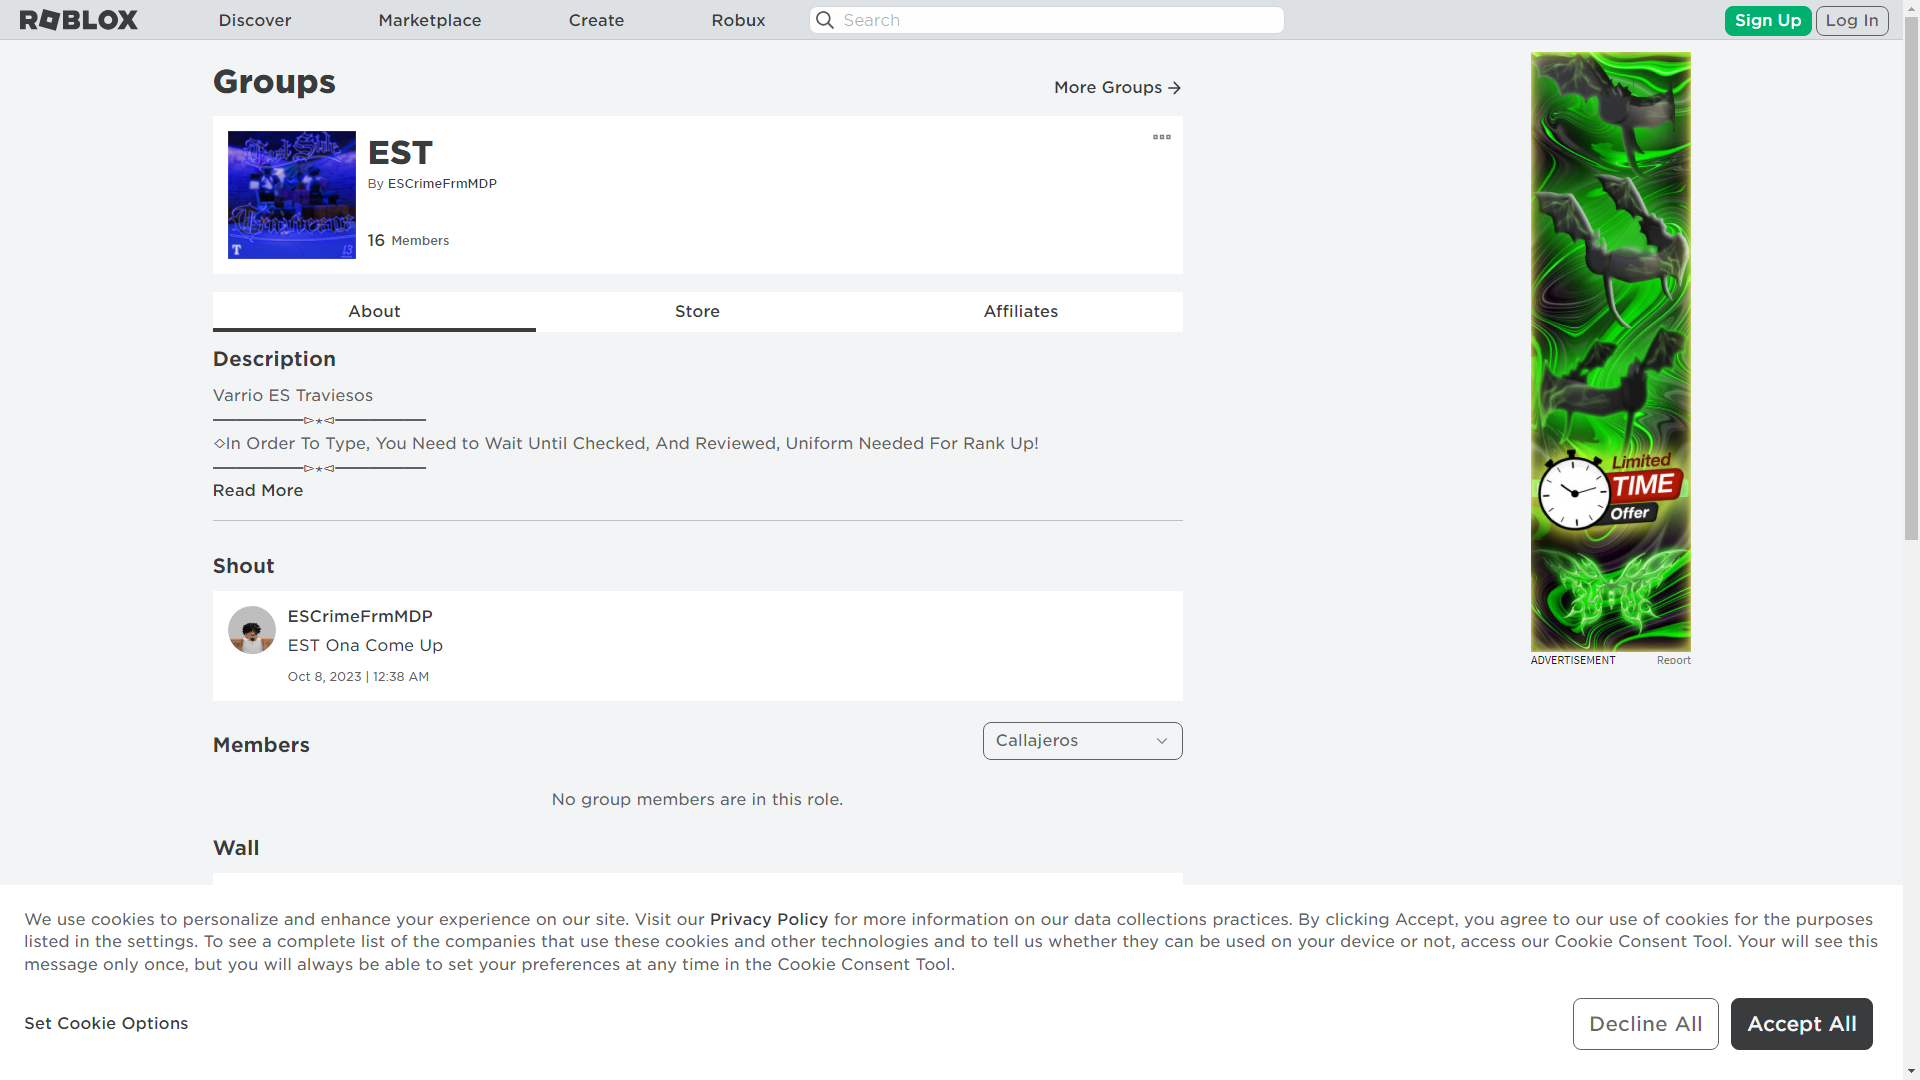 ROBLOX
Discover
Marketplace
Create
Robux
Search
Sign Up
Log In
Groups
More Groups
East Side
Traviesos
T
13
EST
By ESCrimeFrmMDP
16 Members
About
Store
Affiliates
Description
Varrio ES Traviesos
━━━━━━━━━▻⋆◅━━━━━━━━━
◇In Order To Type, You Need to Wait Until Checked, And Reviewed, Uniform Needed For Rank Up!
━━━━━━━━━▻⋆◅━━━━━━━━━
Read More
Shout
ESCrimeFrmMDP
EST Ona Come Up
Oct 8, 2023 | 12:38 AM
Members
Callajeros
No group members are in this role.
Wall
Limited
TIME
Offer
ADVERTISEMENT
Report
We use cookies to personalize and enhance your experience on our site. Visit our Privacy Policy for more information on our data collections practices. By clicking Accept, you agree to our use of cookies for the purposes
listed in the settings. To see a complete list of the companies that use these cookies and other technologies and to tell us whether they can be used on your device or not, access our Cookie Consent Tool. Your will see this
message only once, but you will always be able to set your preferences at any time in the Cookie Consent Tool.
Set Cookie Options
Decline All
Accept All